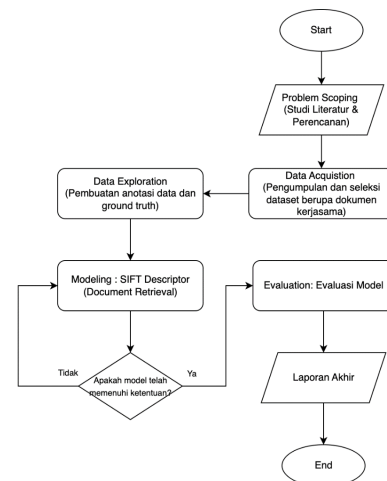 Start
Problem Scoping
(Studi Literatur &
Perencanan)
Data Acquistion
(Pengumpulan dan seleksi
dataset berupa dokumen
kerjasama)
Data Exploration
(Pembuatan anotasi data dan
ground truth)
Modeling : SIFT Descriptor
(Document Retrieval)
Apakah model telah
memenuhi ketentuan?
Tidak
Ya
Evaluation: Evaluasi Model
Laporan Akhir
End